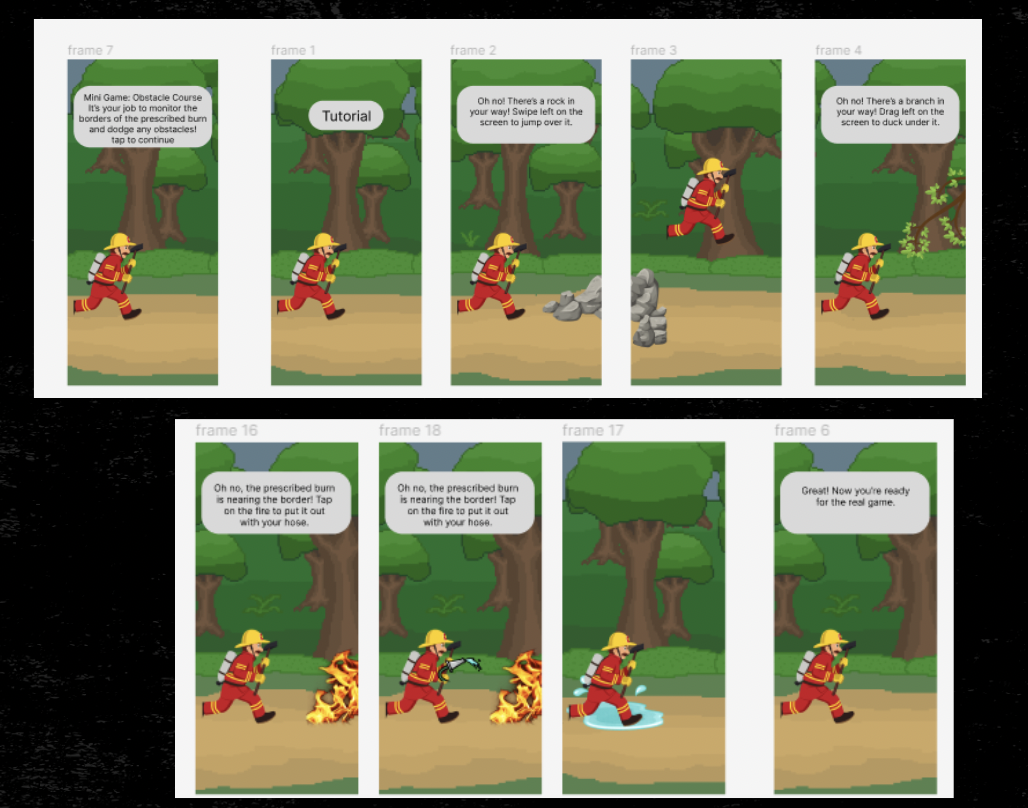 frame 7
frame 1
frame 2
frame 3
frame 4
Mini Game: Obstacle Course
It's your job to monitor the
borders of the prescribed burn
and dodge any obstacles!
tap to continue
Tutorial
Oh no! There's a rock in
your way! Swipe left on the
screen to jump over it.
Oh no! There's a branch in
your way! Drag left on the
screen to duck under it.
frame 16
frame 18
frame 17
frame 6
Oh no, the prescribed burn
is nearing the border! Tap
on the fire to put it out
with your hose.
Oh no, the prescribed burn
is nearing the border! Tap
on the fire to put it out
with your hose.
Great! Now you're ready
for the real game.